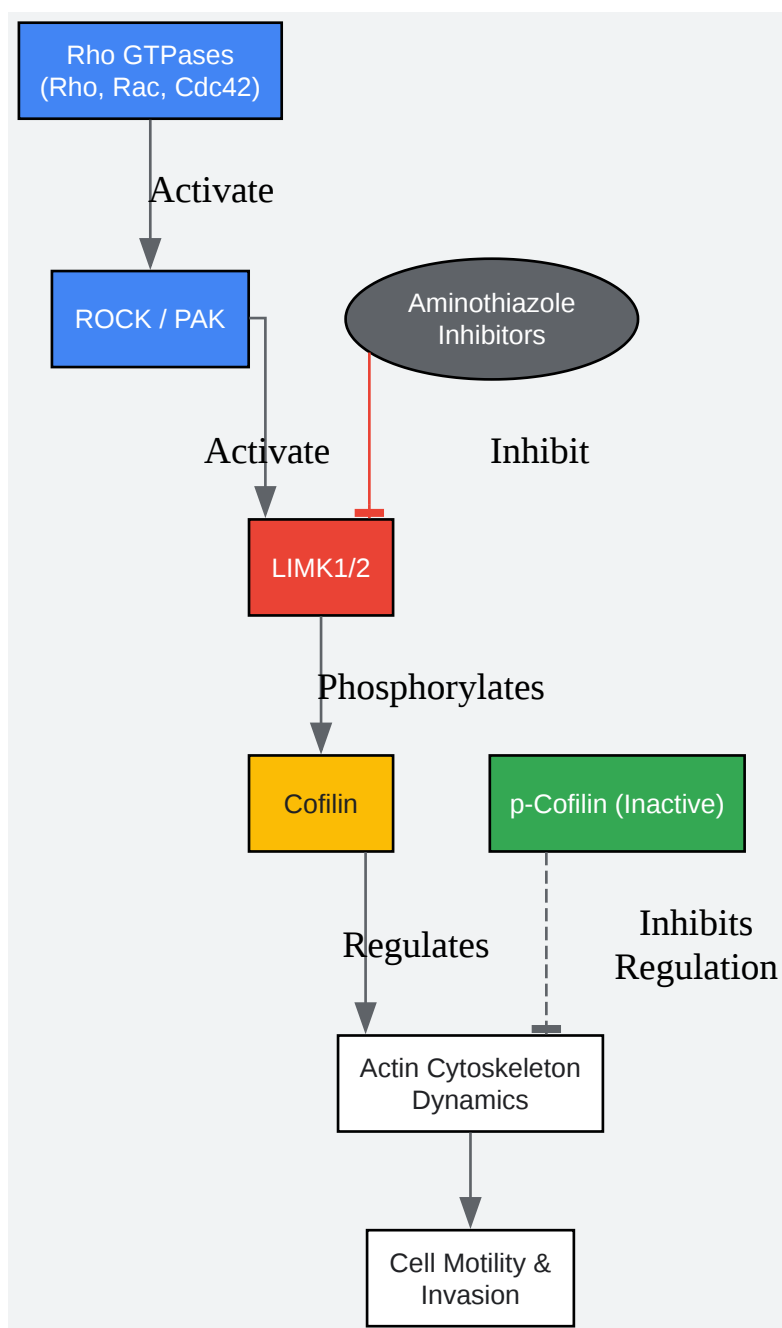 Rho GTPases
(Rho, Rac, Cdc42)
Activate
ROCK / PAK
Aminothiazole
Inhibitors
Activate
Inhibit
LIMK1/2
Phosphorylates
Cofilin
p-Cofilin (Inactive)
Regulates
Inhibits
Regulation
Actin Cytoskeleton
Dynamics
Cell Motility &
Invasion